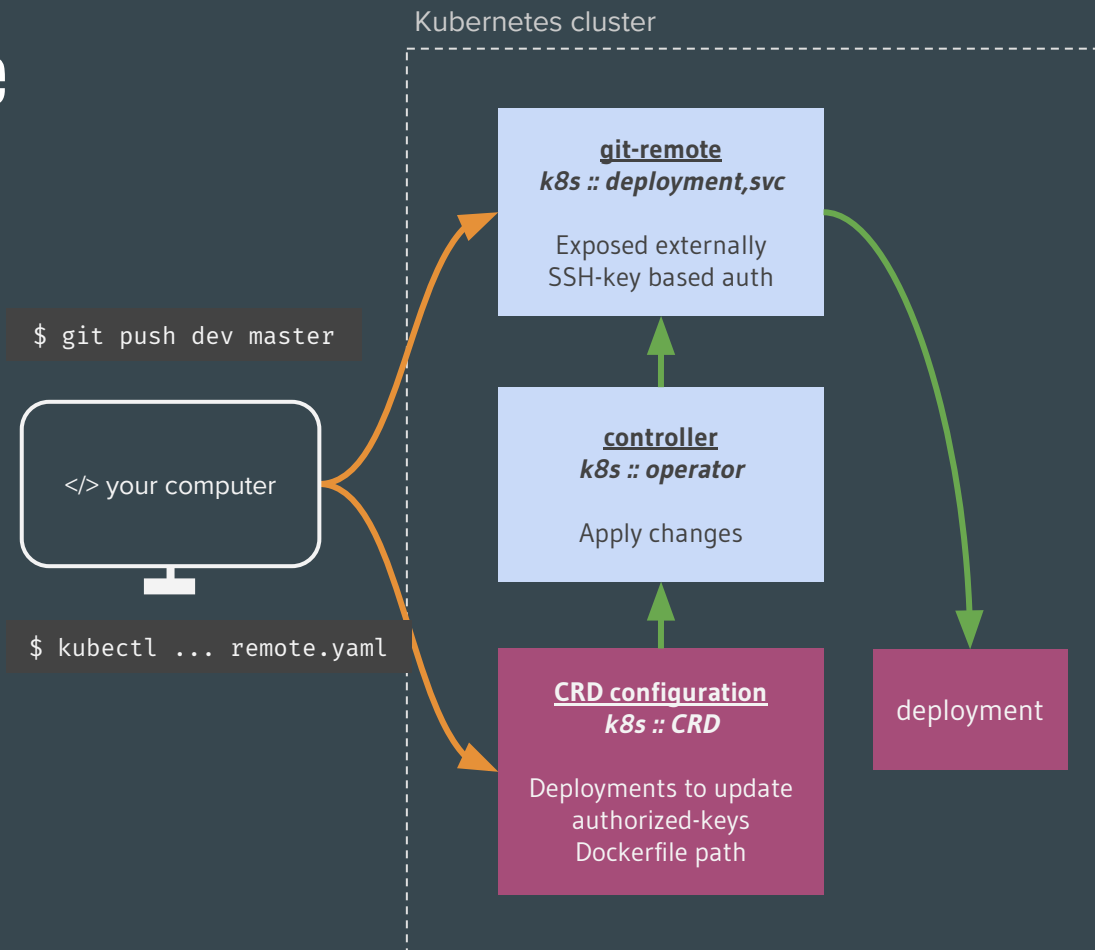 Kubernetes cluster
git-remote
k8s :: deployment,svc
Exposed externally
SSH-key based auth
$ git push dev master
controller
k8s :: operator
Apply changes
</> your computer
$ kubectl ... remote.yaml
CRD configuration
k8s :: CRD
Deployments to update
authorized-keys
Dockerfile path
deployment